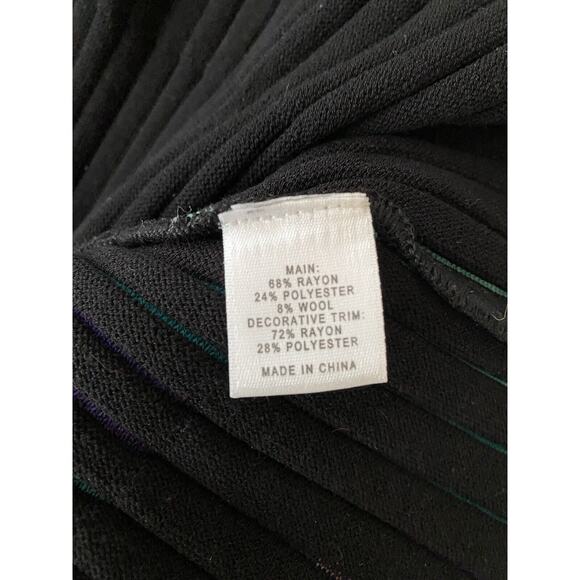 MAIN:
68% RAYON
24% POLYESTER
8% WOOL
DECORATIVE TRIM:
72% RAYON
28% POLYESTER
MADE IN CHINA